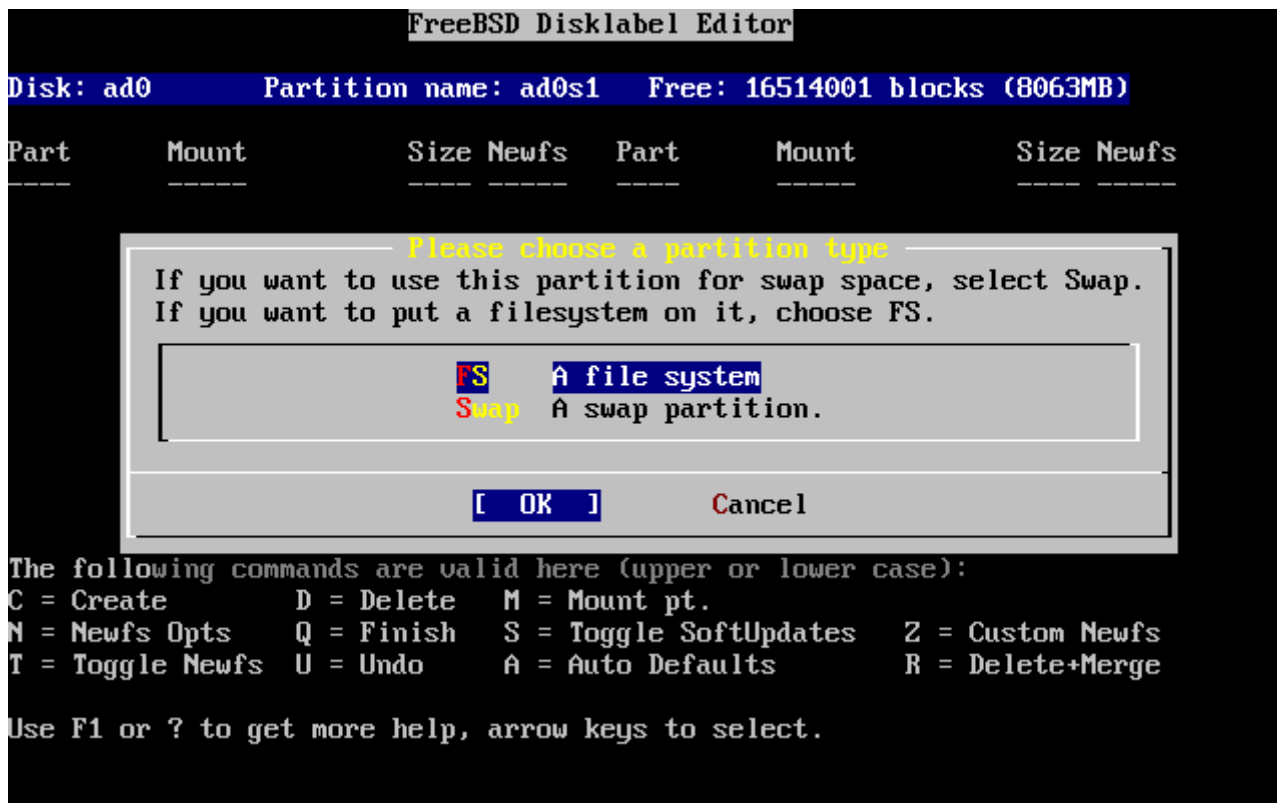 FreeBSD Disklabel Editor
Disk: ad0 Partition name: ad0s1 Free: 16514001 blocks (8063MB)
Part Mount Size Newfs Part Mount Size Newfs
---- ----- ---- ----- ---- ----- ---- -----
Please choose a partition type
If you want to use this partition for swap space, select Swap.
If you want to put a filesystem on it, choose FS.
FS A file system
Swap A swap partition.
[ OK ] Cancel
The following commands are valid here (upper or lower case):
C = Create D = Delete M = Mount pt.
N = Newfs Opts Q = Finish S = Toggle SoftUpdates Z = Custom Newfs
T = Toggle Newfs U = Undo A = Auto Defaults R = Delete+Merge
Use F1 or ? to get more help, arrow keys to select.